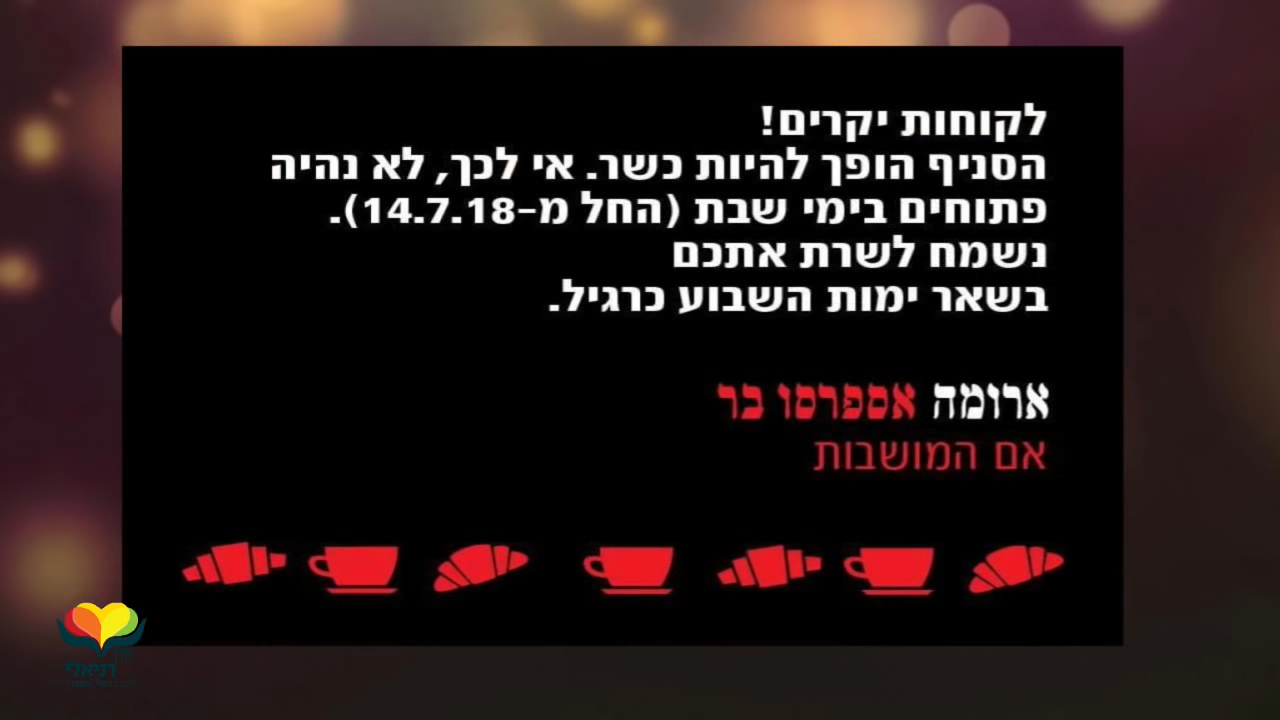 לקוחות יקרים!
הסניף הופך להיות כשר. אי לכך, לא נהיה
פתוחים בימי שבת (החל מ-14.7.18).
נשמח לשרת אתכם
בשאר ימות השבוע כרגיל.
ארומה אספרסו בר
אם המושבות